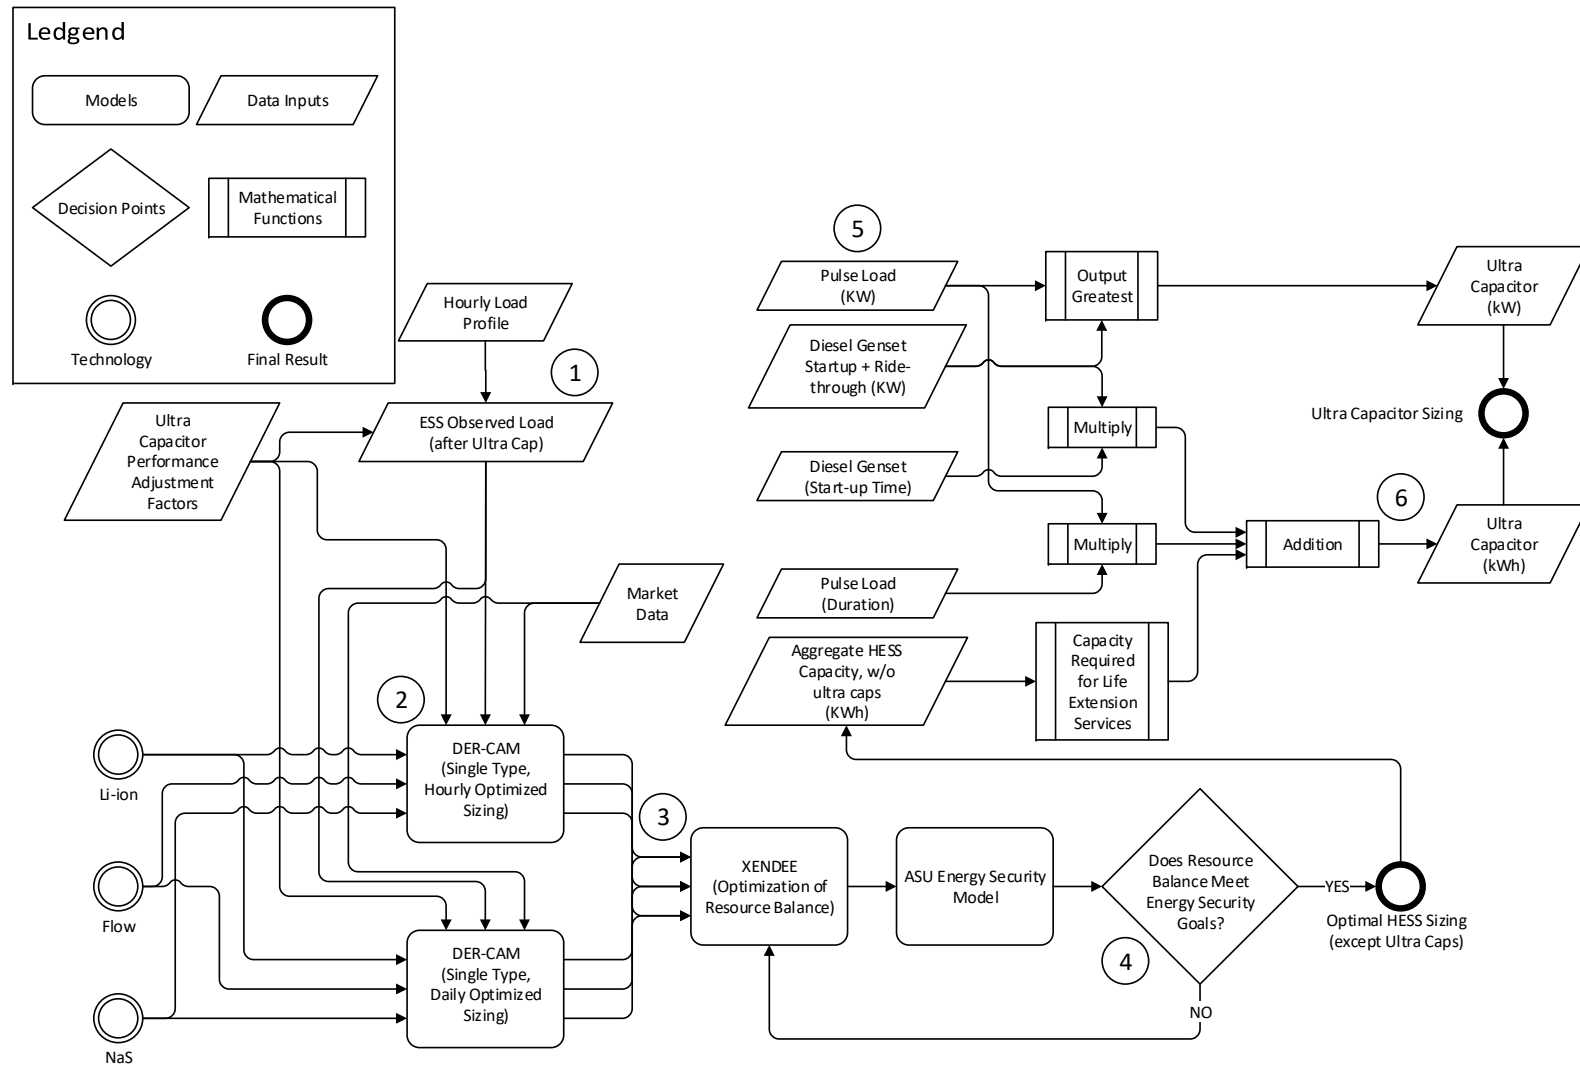 Ledgend
Models
Data Inputs
Decision Points
Mathematical
Functions
Technology
Final Result
Hourly Load
Profile
1
Ultra
Capacitor
Performance
Adjustment
Factors
ESS Observed Load
(after Ultra Cap)
Market
Data
2
Li-ion
Flow
NaS
DER-CAM
(Single Type,
Hourly Optimized
Sizing)
DER-CAM
(Single Type,
Daily Optimized
Sizing)
3
XENDEE
(Optimization of
Resource Balance)
ASU Energy Security
Model
Does Resource
Balance Meet
Energy Security
Goals?
4
YES
NO
Optimal HESS Sizing
(except Ultra Caps)
5
Pulse Load
(KW)
Diesel Genset
Startup + Ride-
through (KW)
Diesel Genset
(Start-up Time)
Pulse Load
(Duration)
Aggregate HESS
Capacity, w/o
ultra caps
(KWh)
Output
Greatest
Multiply
Multiply
Capacity
Required
for Life
Extension
Services
Addition
6
Ultra
Capacitor
(kW)
Ultra Capacitor Sizing
Ultra
Capacitor
(kWh)